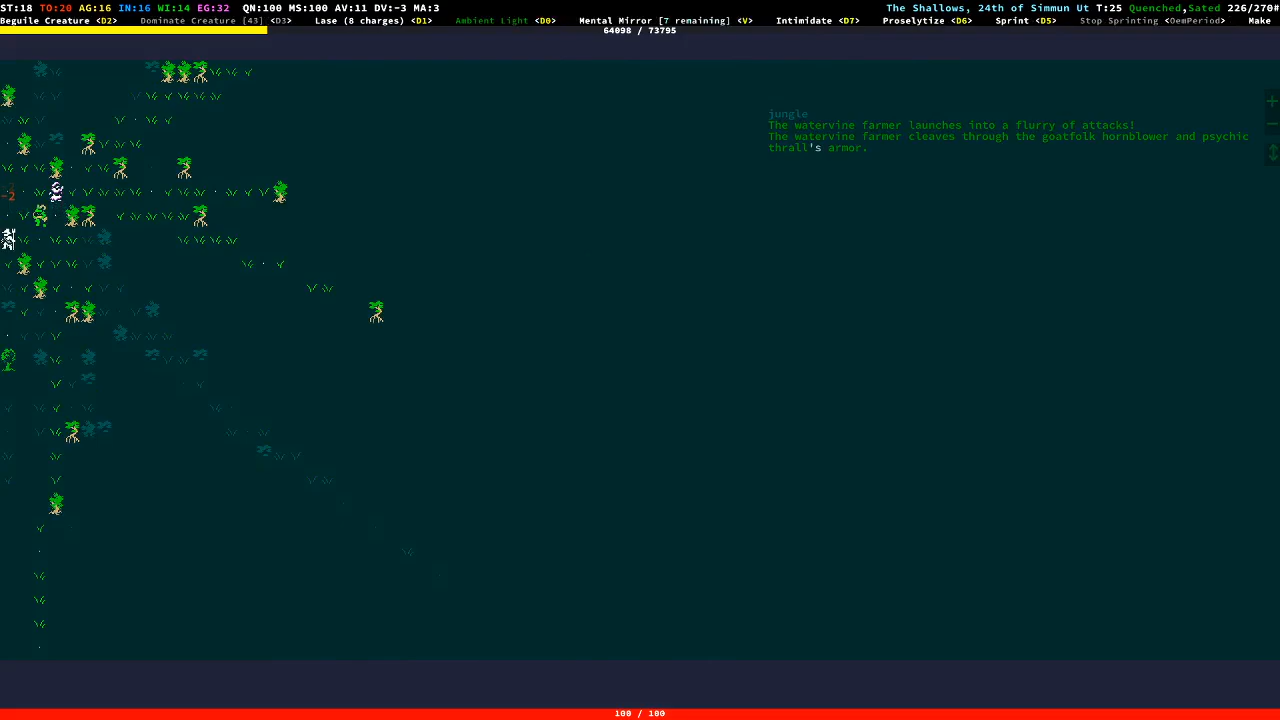 ST:18 TO:20 AG:16 IN:16 WI:14 EG:32 QN:100 MS:100 AV:11 DV:-3 MA:3 The Shallows, 24th of Simmun Ut T:25 Quenched,Sated 226/270#
Beguile Creature <D2> Dominate Creature [43] <D3> Lase (8 charges) <D1> Ambient Light <D0> Mental Mirror [7 remaining] <V> Intimidate <D7> Proselytize <D6> Sprint <D5> Stop Sprinting <OemPeriod> Make
64098 / 73795
jungle
The watervine farmer launches into a flurry of attacks!
The watervine farmer cleaves through the goatfolk hornblower and psychic
thrall's armor.
-2
100 / 100